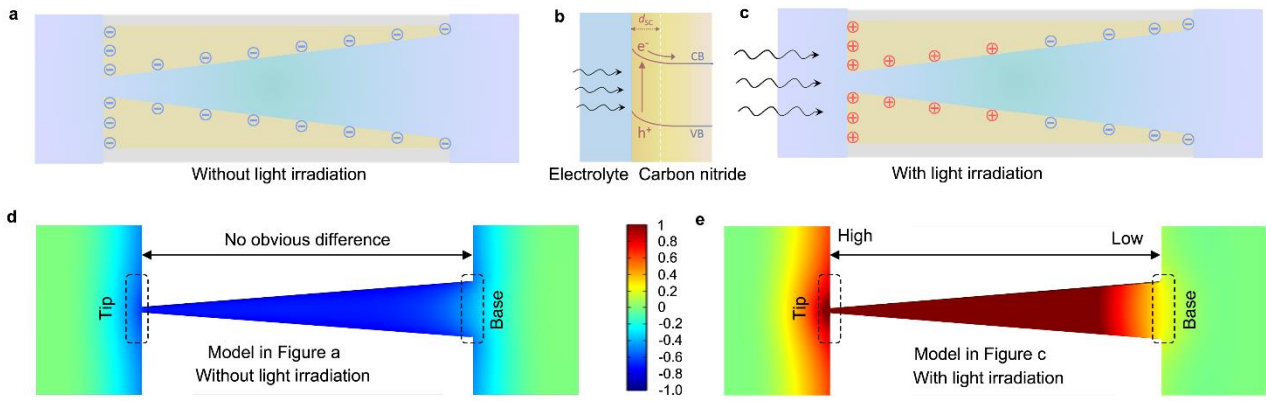 a
Without light irradiation
b
dSC
e-
CB
h+
VB
Electrolyte Carbon nitride
c
With light irradiation
d
No obvious difference
Tip
Base
Model in Figure a
Without light irradiation
1
0.8
0.6
0.4
0.2
0
-0.2
-0.4
-0.6
-0.8
-1.0
e
High
Low
Tip
Base
Model in Figure c
With light irradiation